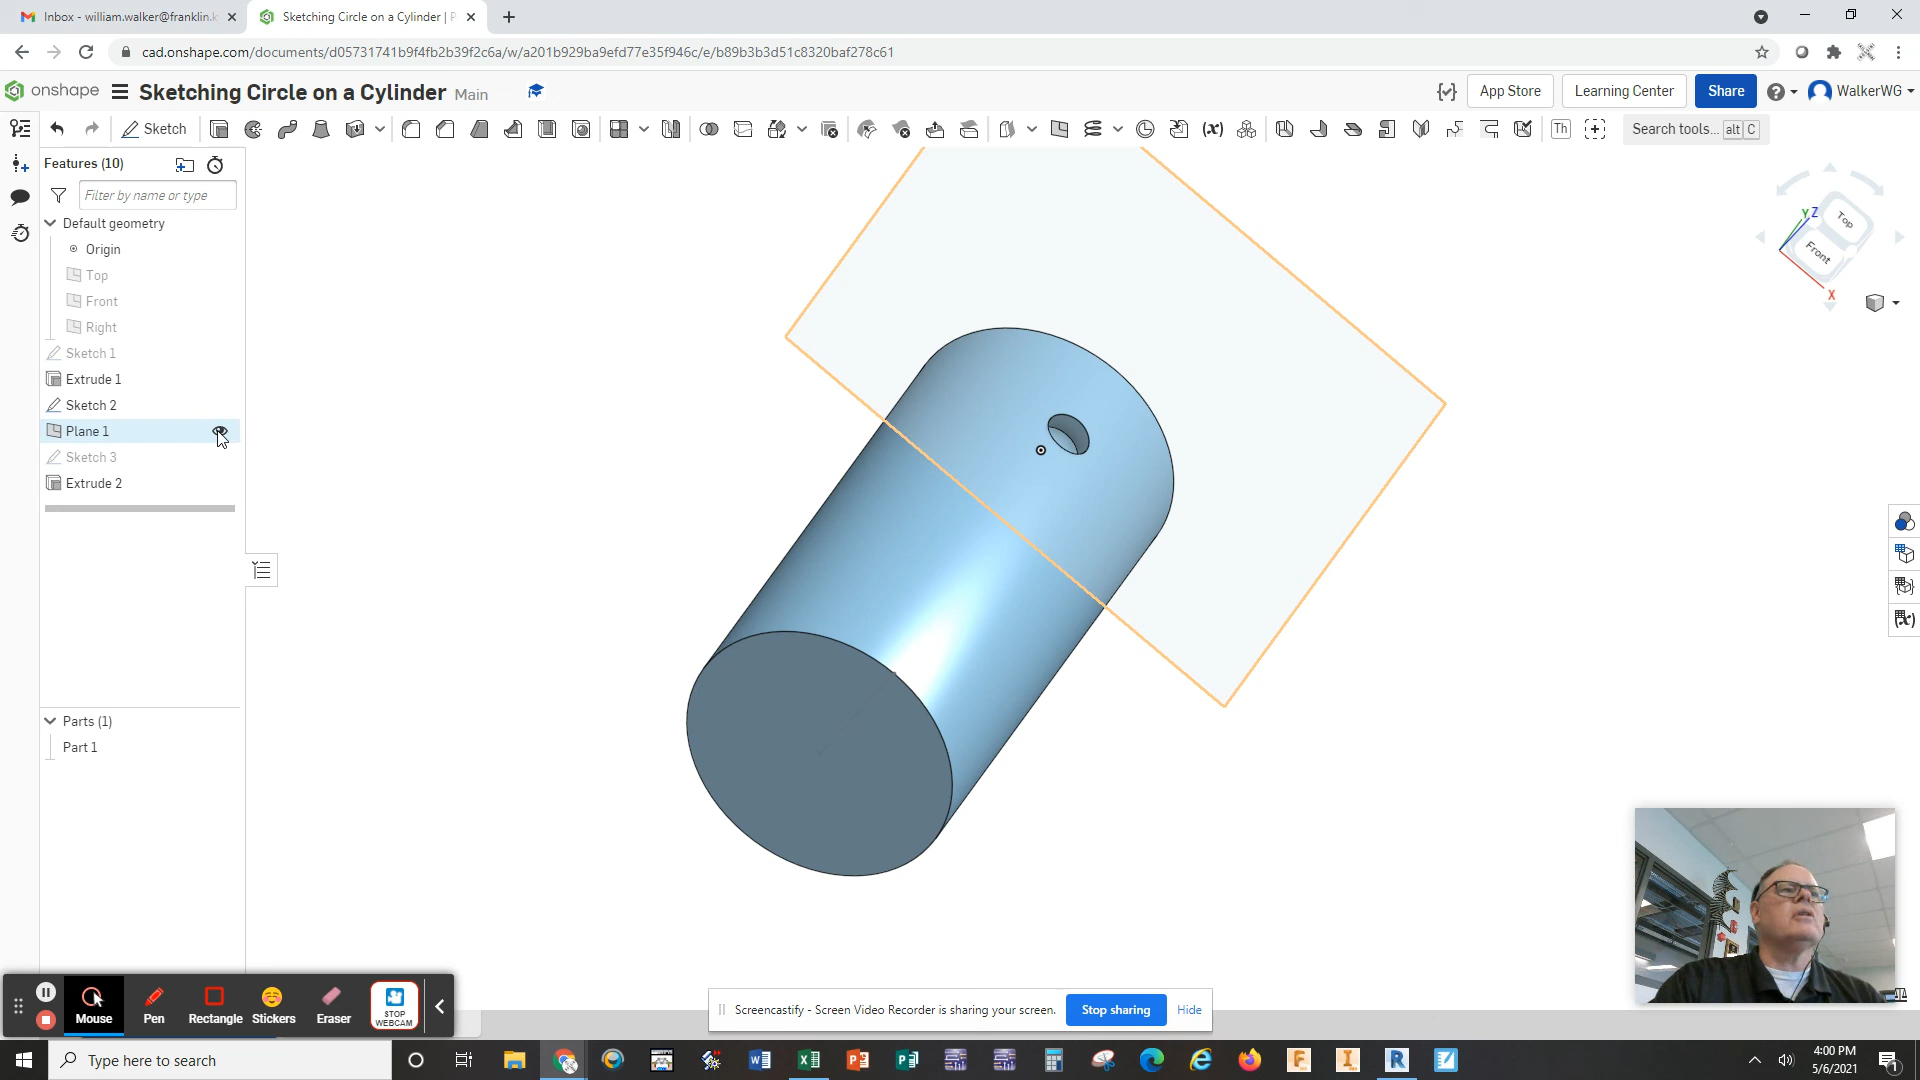 Inbox - william.walker@franklin.k
Sketching Circle on a Cylinder | P
cad.onshape.com/documents/d05731741b9f4fb2b39f2c6a/w/a201b929ba9efd77e35f946c/e/b89b3b3d51c8320baf278c61
onshape
Sketching Circle on a Cylinder Main
App Store
Learning Center
Share
WalkerWG
Sketch
Th
Search tools... alt C
Features (10)
Filter by name or type
Default geometry
Origin
Top
Front
Right
Sketch 1
Extrude 1
Sketch 2
Plane 1
Sketch 3
Extrude 2
Parts (1)
Part 1
Y Z
Top
Front
X
Mouse
Pen
Rectangle
Stickers
Eraser
STOP
WEBCAM
Screencastify - Screen Video Recorder is sharing your screen.
Stop sharing
Hide
Type here to search
4:00 PM
5/6/2021
1